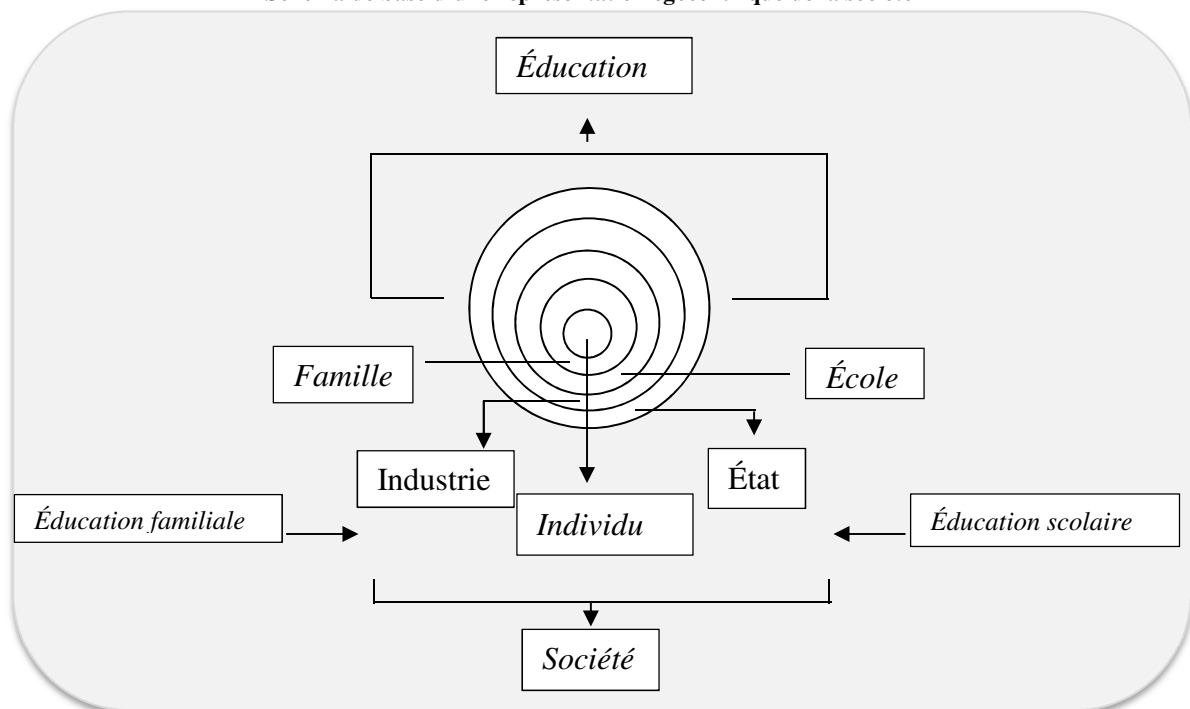 Éducation
Famille
École
Industrie
État
Éducation familiale
Individu
Éducation scolaire
Société